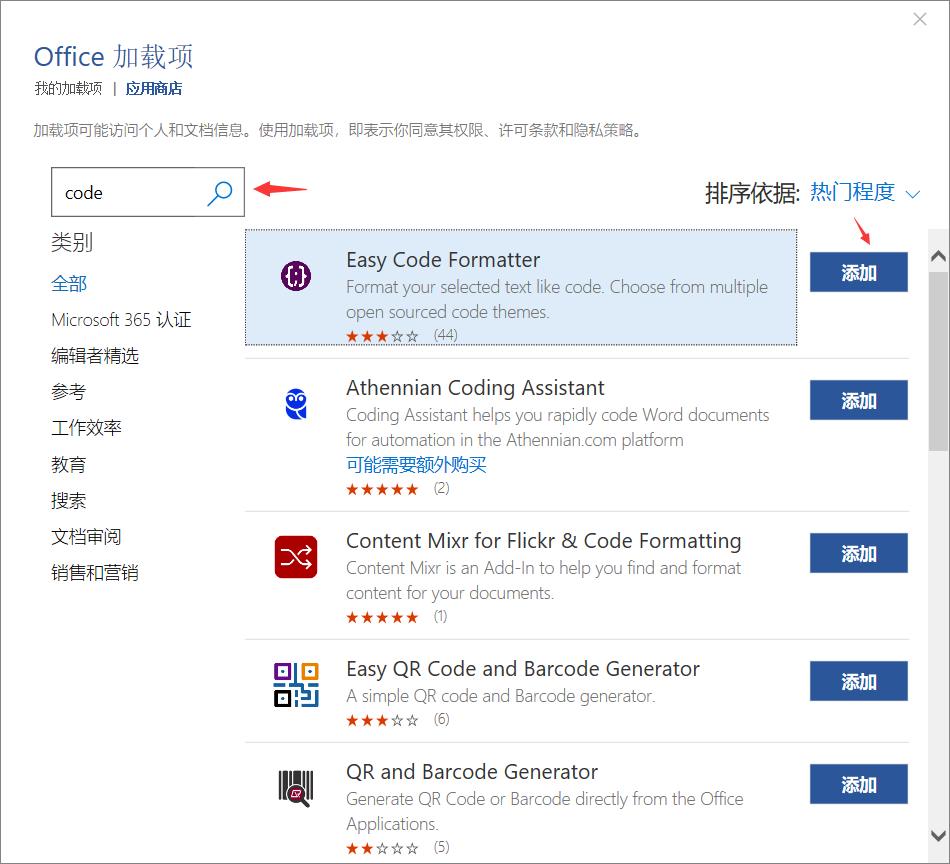 Office 加载项
我的加载项 | 应用商店
加载项可能访问个人和文档信息。使用加载项，即表示你同意其权限、许可条款和隐私策略。
code
排序依据: 热门程度
类别
全部
Microsoft 365 认证
编辑者精选
参考
工作效率
教育
搜索
文档审阅
销售和营销
Easy Code Formatter
Format your selected text like code. Choose from multiple
open sourced code themes.
(44)
添加
Athennian Coding Assistant
Coding Assistant helps you rapidly code Word documents
for automation in the Athennian.com platform
可能需要额外购买
(2)
添加
Content Mixr for Flickr & Code Formatting
Content Mixr is an Add-In to help you find and format
content for your documents.
(1)
添加
Easy QR Code and Barcode Generator
A simple QR code and Barcode generator.
(6)
添加
QR and Barcode Generator
Generate QR Code or Barcode directly from the Office
Applications.
(5)
添加